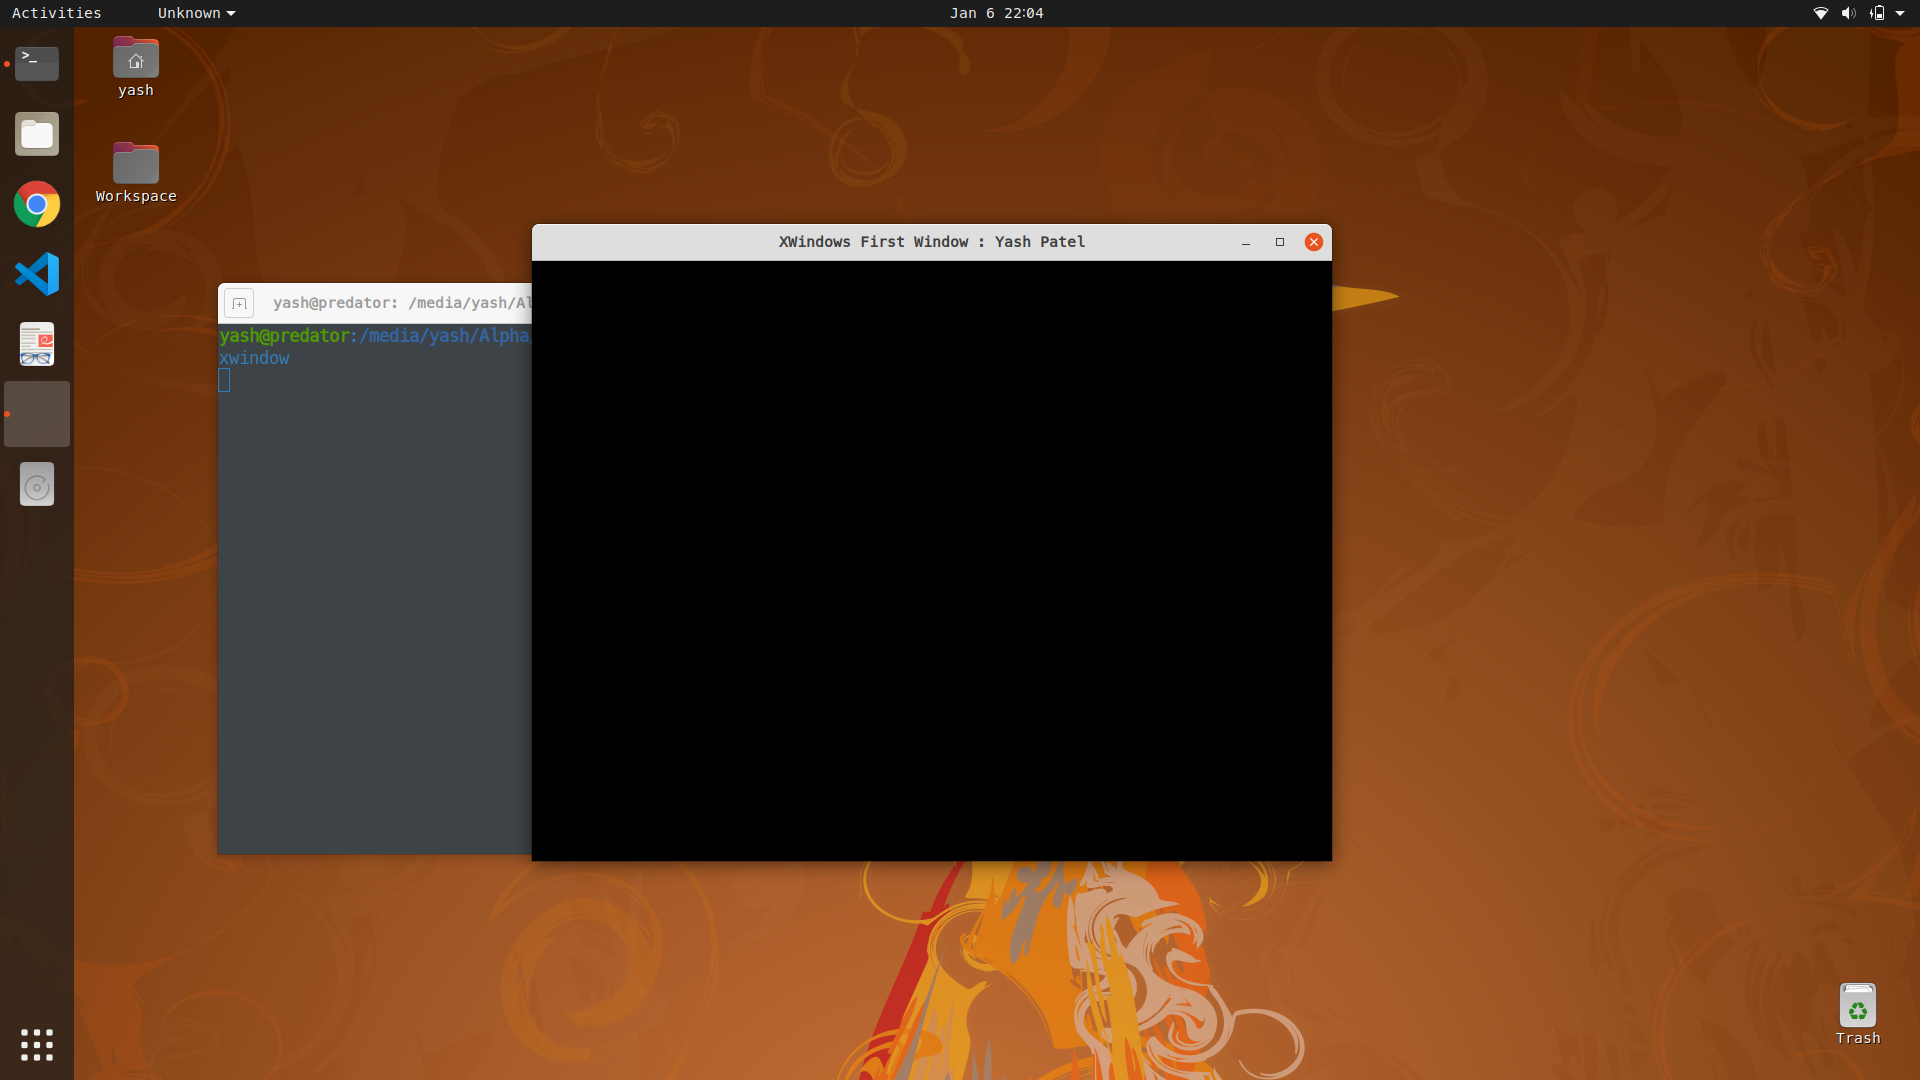 Activities
Unknown
Jan 6 22:04
yash
Workspace
XWindows First Window : Yash Patel
yash@predator: /media/yash/Al
yash@predator:/media/yash/Alpha
xwindow
Trash